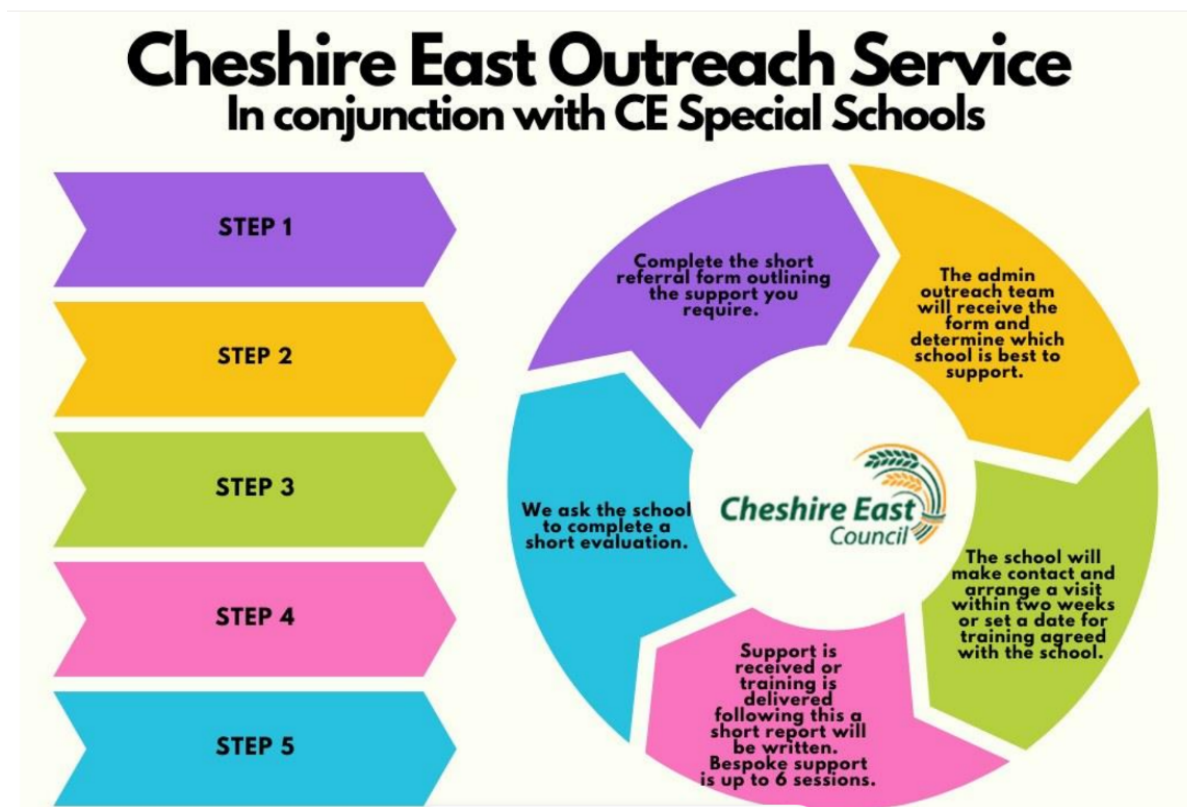 Cheshire East Outreach Service
In conjunction with CE Special Schools
STEP 1
STEP 2
STEP 3
STEP 4
STEP 5
Complete the short
referral form outlining
the support you
require.
The admin
outreach team
will receive the
form and
determine which
school is best to
support.
The school will
make contact and
arrange a visit
within two weeks
or set a date for
training agreed
with the school.
Support is
received or
training is
delivered
following this a
short report will
be written.
Bespoke support
is up to 6 sessions.
We ask the school
to complete a
short evaluation.
Cheshire East
Council